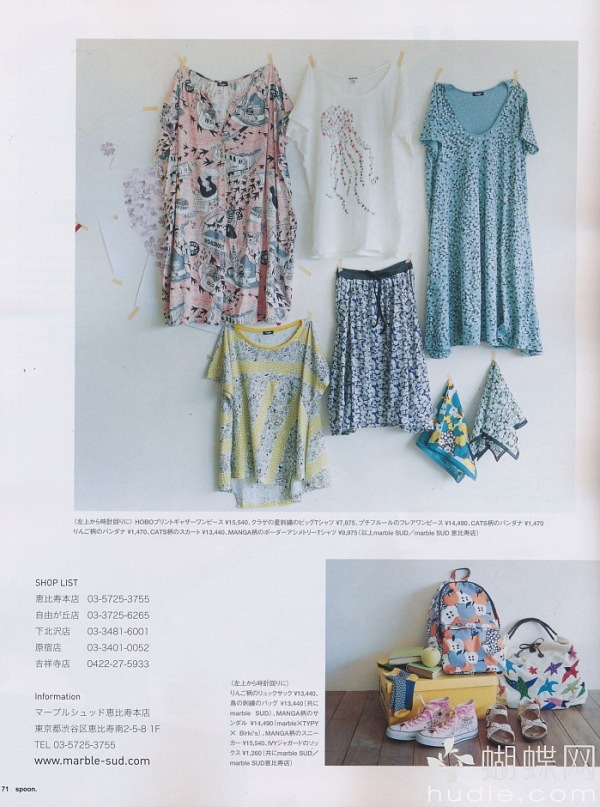 (左上から時計回りに) HOBOプリントギャザーワンピース ¥15,540、クラゲの星刺繍のビッグTシャツ ¥7,875、プチフルールのフレアワンピース ¥14,490、CATS柄のバンダナ ¥1,470
りんご柄のバンダナ ¥1,470、CATS柄のスカート ¥13,440、MANGA柄のボーダーアシメトリーTシャツ ¥9,975(以上marble SUD/marble SUD 恵比寿店)
SHOP LIST
恵比寿本店 03-5725-3755
自由が丘店 03-3725-6265
下北沢店 03-3481-6001
原宿店 03-3401-0052
吉祥寺店 0422-27-5933
Information
マーブルシュッド恵比寿本店
東京都渋谷区恵比寿南2-5-8 1F
TEL 03-5725-3755
www.marble-sud.com
(左上から時計回りに)
りんご柄のリュックサック ¥13,440、
鳥の刺繍のバッグ ¥13,440(共に
marble SUD)、MANGA柄のサ
ンダル ¥14,490(marble×TYPY
× Birki's)、MANGA柄のスニー
カー ¥15,540、IVYジャガードのソッ
クス ¥1,260(共にmarble SUD/
marble SUD恵比寿店)
71 spoon.
蝴蝶网
hudie.com